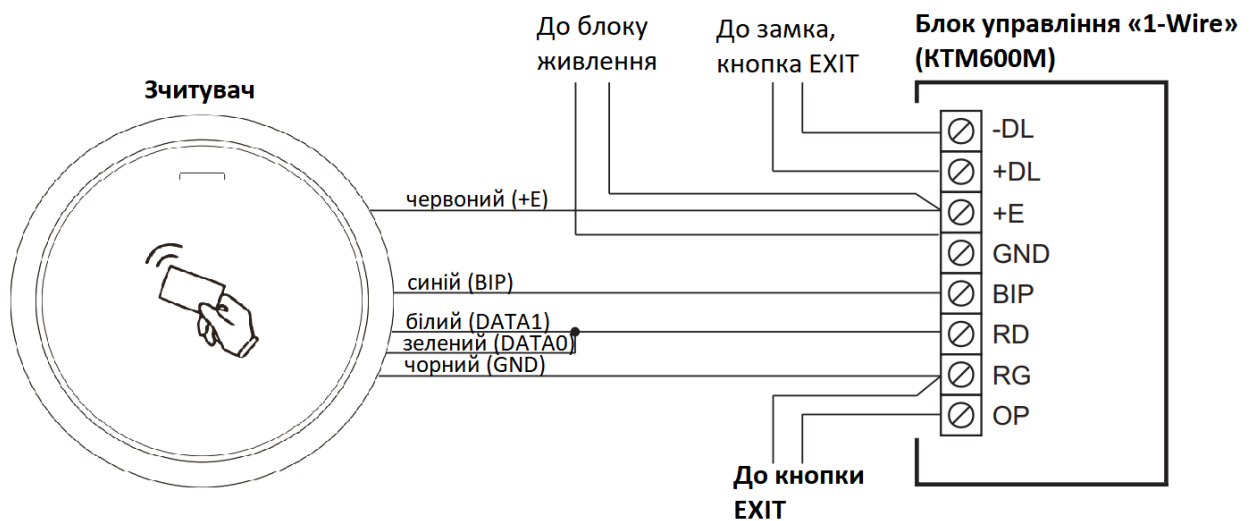 До блоку
живлення
До замка,
кнопка EXIT
Блок управління «1-Wire»
(КТМ600М)
Зчитувач
-DL
+DL
червоний (+E)
+E
GND
синій (BIP)
BIP
білий (DATA1)
RD
зелений (DATA0)
чорний (GND)
RG
OP
До кнопки
EXIT